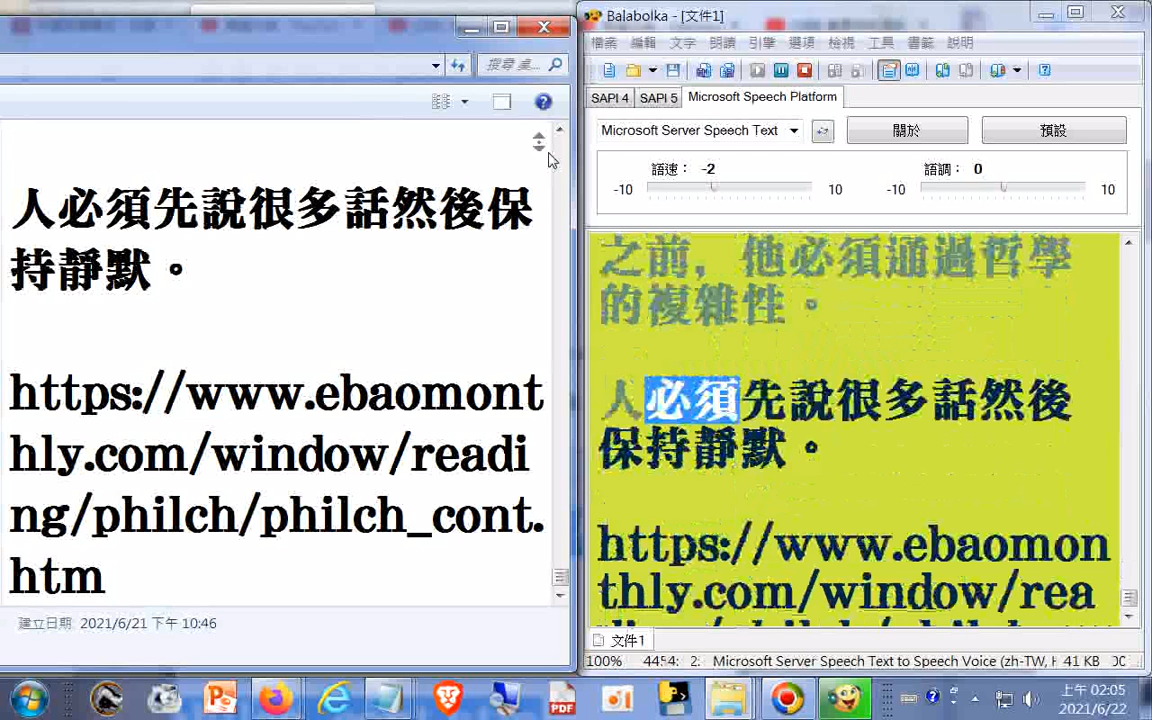 Balabolka - [文件1]
檔案 編輯 文字 朗讀 引擎 選項 檢視 工具 書籤 說明
搜尋 桌...
SAPI 4 SAPI 5 Microsoft Speech Platform
Microsoft Server Speech Text 關於 預設
語速： -2 語調： 0
-10 10 -10 10
人必須先說很多話然後保
持靜默。
https://www.ebaomont
hly.com/window/readi
ng/philch/philch_cont.
htm
建立日期: 2021/6/21 下午 10:46
之前，他必須通過哲學
的複雜性。
人必須先說很多話然後
保持靜默。
https://www.ebaomon
thly.com/window/rea
文件1
100% 4454: 2: Microsoft Server Speech Text to Speech Voice (zh-TW, 41 KB
上午 02:05
2021/6/22
PDF